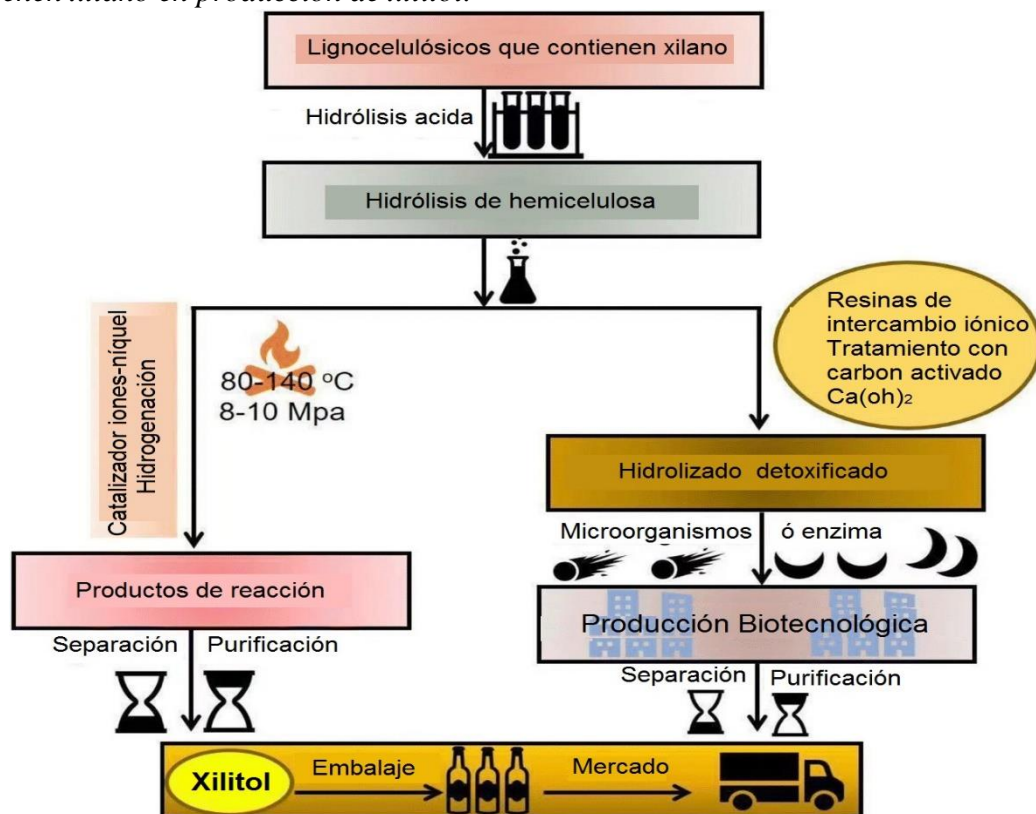 Lignocelulósicos que contienen xilano
Hidrólisis acida
Hidrólisis de hemicelulosa
Catalizador iones-níquel
Hidrogenación
80-140 ºC
8-10 Mpa
Resinas de
intercambio iónico
Tratamiento con
carbon activado
Ca(oh)₂
Hidrolizado detoxificado
Microorganismos ó enzima
Productos de reacción
Producción Biotecnológica
Separación Purificación
Separación Purificación
Xilitol
Embalaje
Mercado